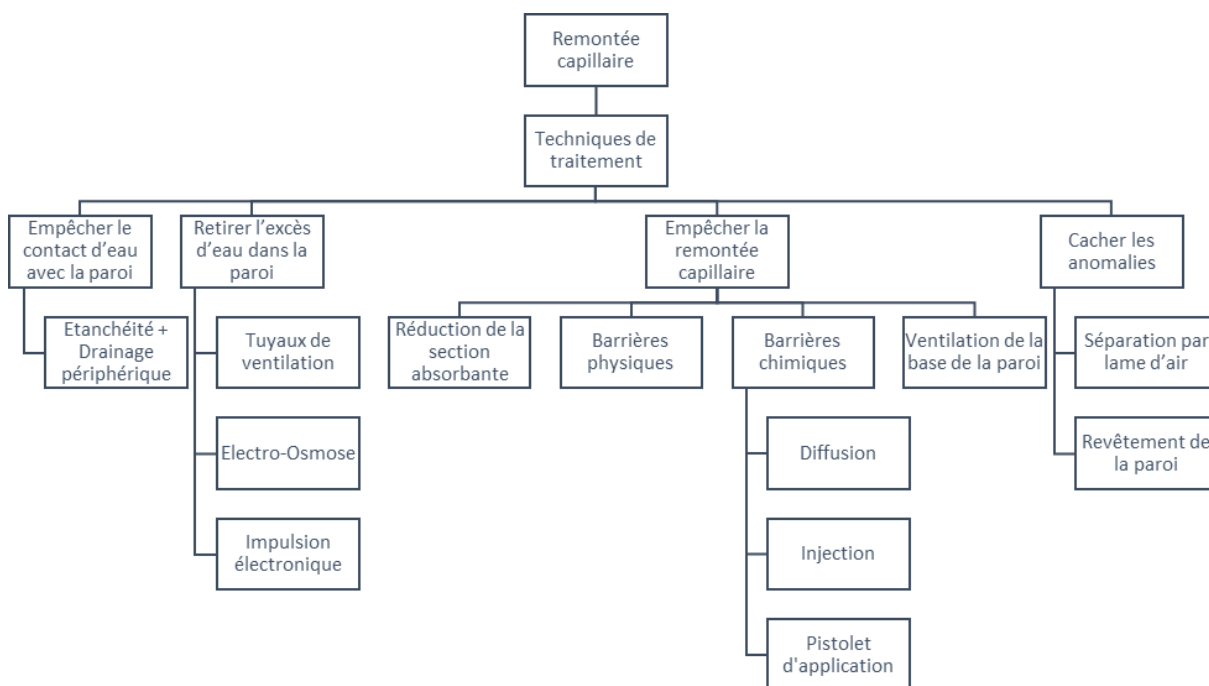 Remontée
capillaire
Techniques de
traitement
Empêcher le
contact d'eau
avec la paroi
Retirer l'excès
d'eau dans la
paroi
Empêcher la
remontée
capillaire
Cacher les
anomalies
Etanchéité +
Drainage
périphérique
Tuyaux de
ventilation
Réduction de la
section
absorbante
Barrières
physiques
Barrières
chimiques
Ventilation de la
base de la paroi
Séparation par
lame d'air
Electro-Osmose
Diffusion
Revêtement de
la paroi
Impulsion
électronique
Injection
Pistolet
d'application